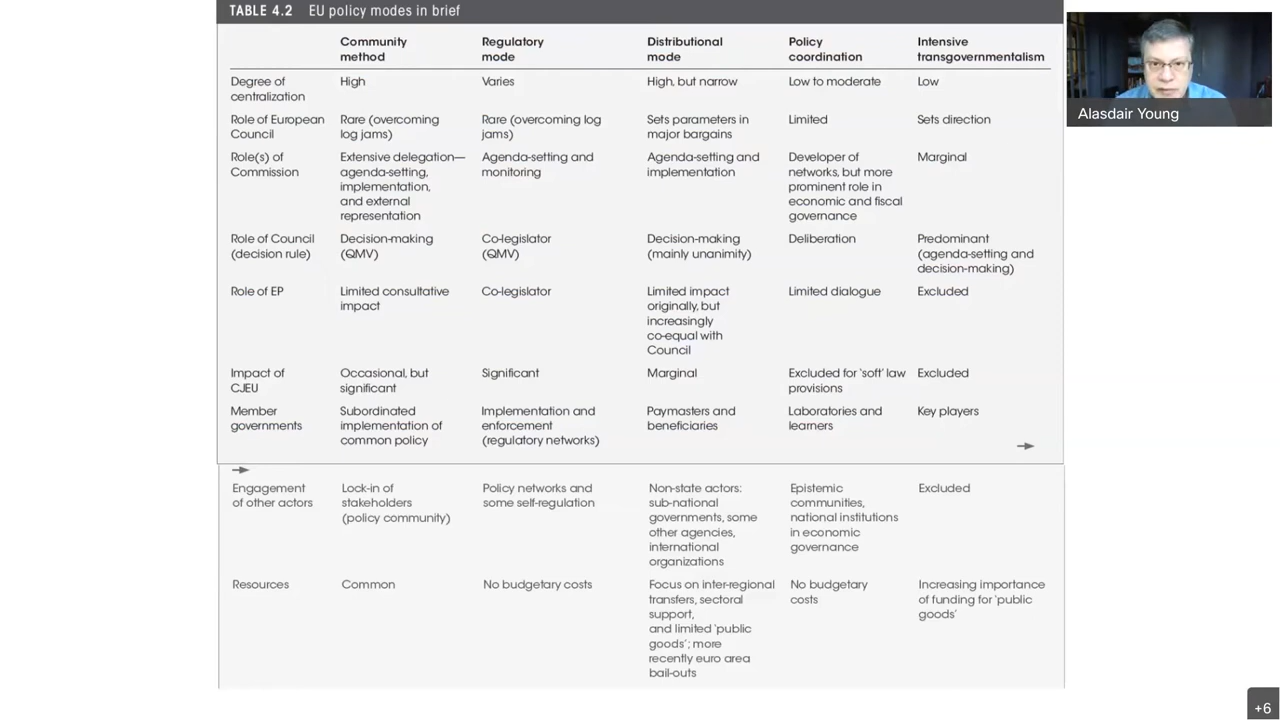 TABLE 4.2 EU policy modes in brief
Community method
Regulatory mode
Distributional mode
Policy coordination
Intensive transgovernmentalism
Degree of centralization
High
Varies
High, but narrow
Low to moderate
Low
Role of European Council
Rare (overcoming log jams)
Rare (overcoming log jams)
Sets parameters in major bargains
Limited
Sets direction
Role(s) of Commission
Extensive delegation—agenda-setting, implementation, and external representation
Agenda-setting and monitoring
Agenda-setting and implementation
Developer of networks, but more prominent role in economic and fiscal governance
Marginal
Role of Council (decision rule)
Decision-making (QMV)
Co-legislator (QMV)
Decision-making (mainly unanimity)
Deliberation
Predominant (agenda-setting and decision-making)
Role of EP
Limited consultative impact
Co-legislator
Limited impact originally, but increasingly co-equal with Council
Limited dialogue
Excluded
Impact of CJEU
Occasional, but significant
Significant
Marginal
Excluded for 'soft' law provisions
Excluded
Member governments
Subordinated implementation of common policy
Implementation and enforcement (regulatory networks)
Paymasters and beneficiaries
Laboratories and learners
Key players
Engagement of other actors
Lock-in of stakeholders (policy community)
Policy networks and some self-regulation
Non-state actors: sub-national governments, some other agencies, international organizations
Epistemic communities, national institutions in economic governance
Excluded
Resources
Common
No budgetary costs
Focus on inter-regional transfers, sectoral support, and limited 'public goods'; more recently euro area bail-outs
No budgetary costs
Increasing importance of funding for 'public goods'
Alasdair Young
+6